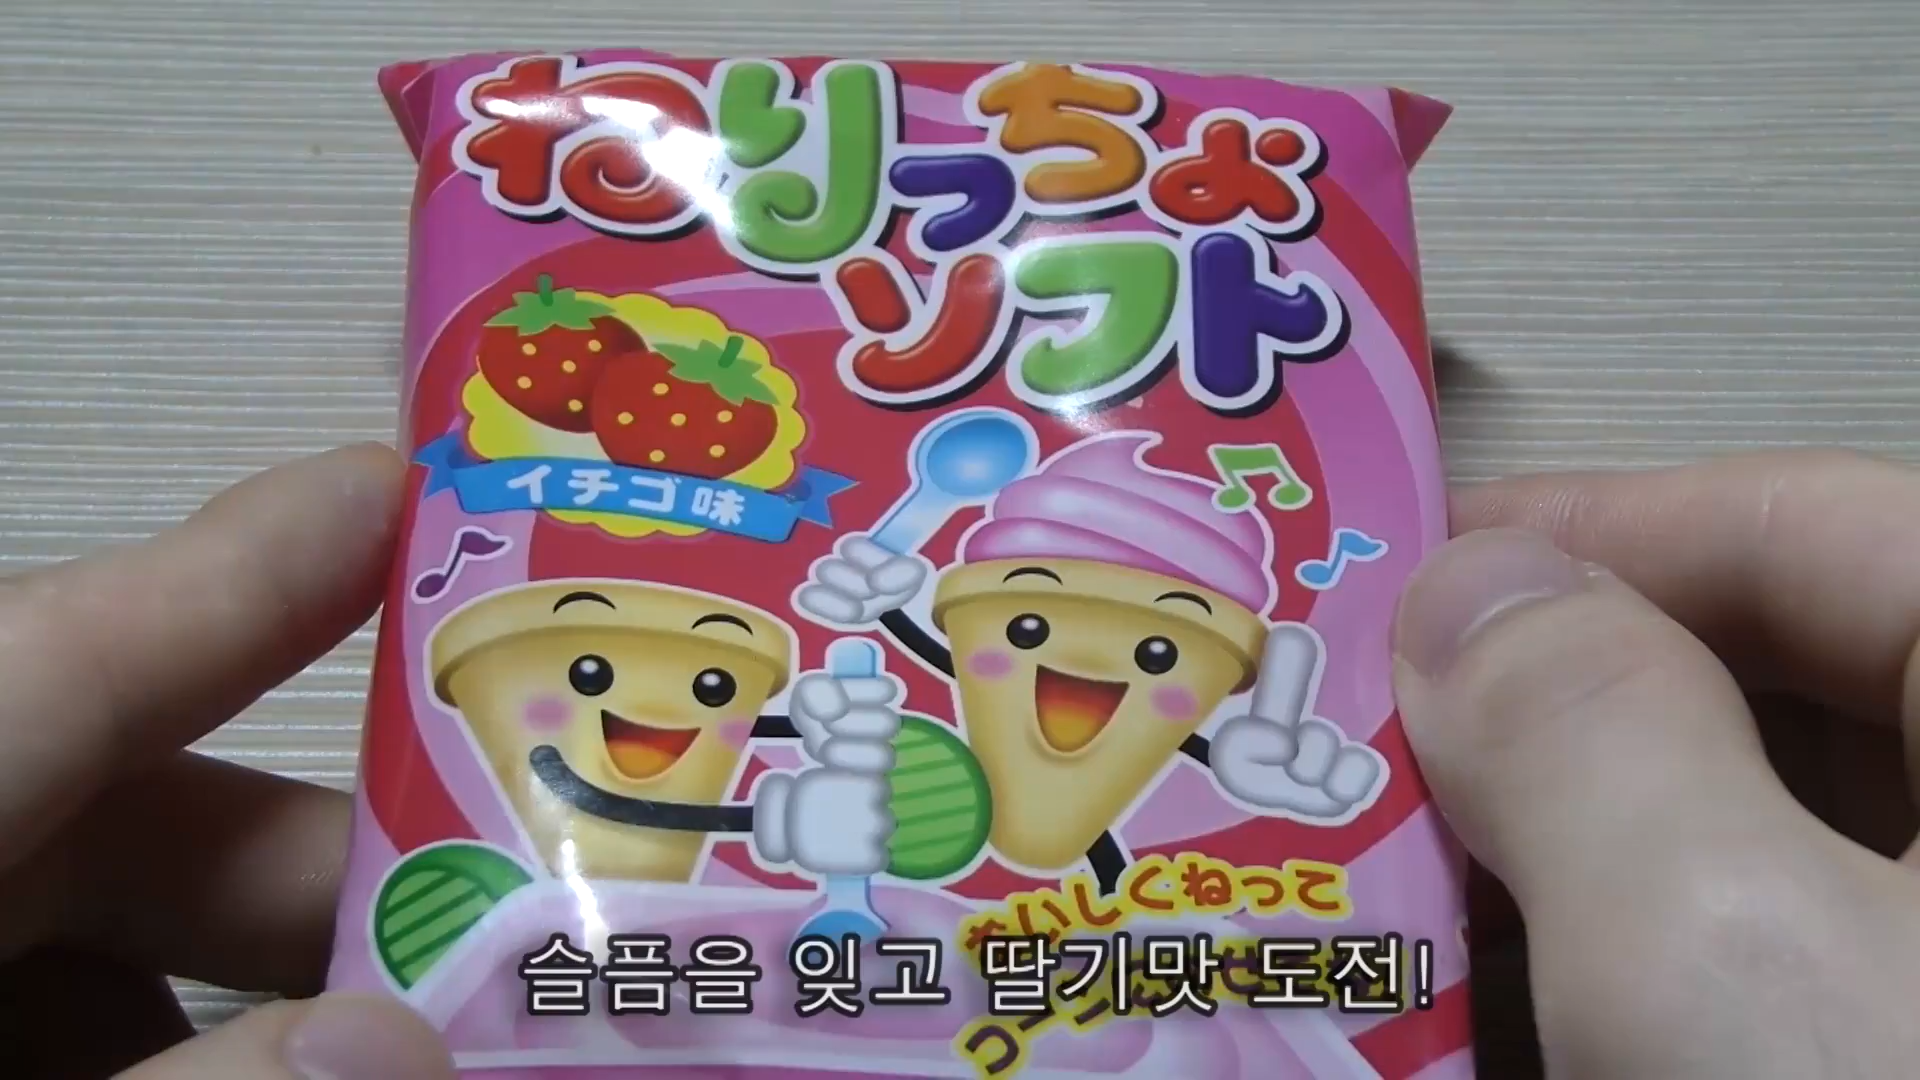 ねりっちょ
ソフト
イチゴ味
おいしくねって
슬픔을 잊고 딸기맛 도전!